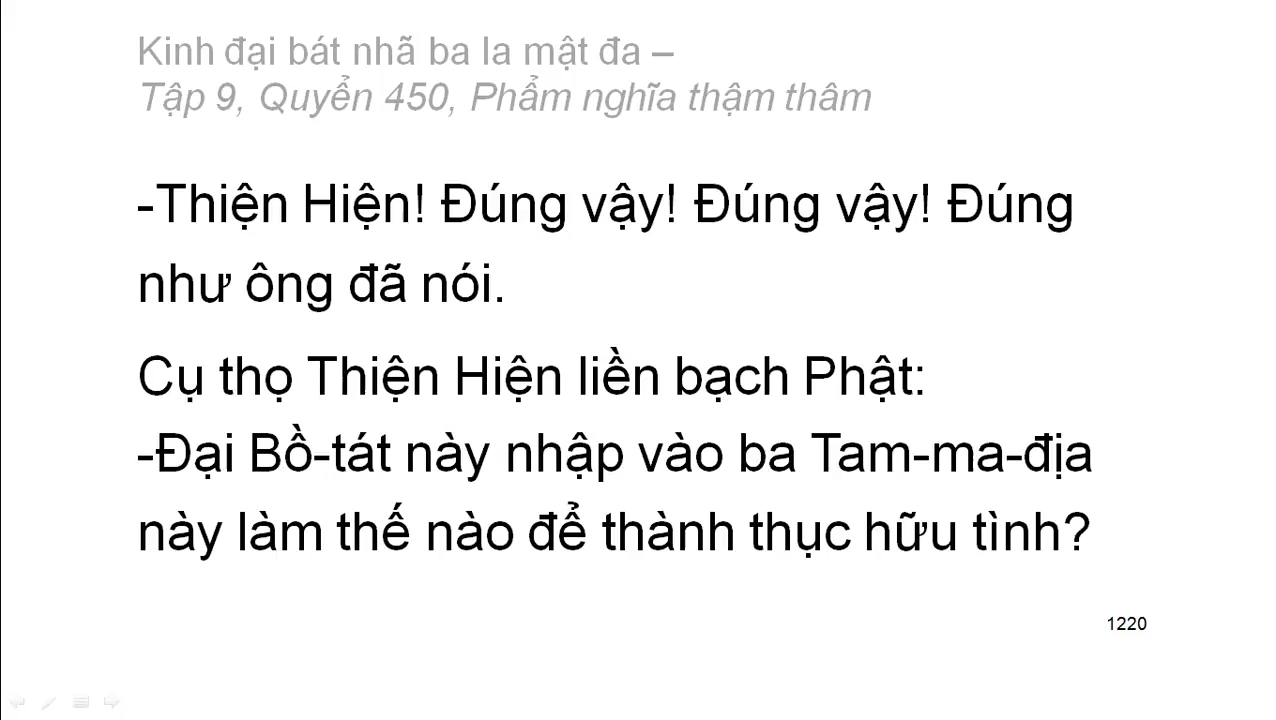 Kinh đại bát nhã ba la mật đa –
Tập 9, Quyển 450, Phẩm nghĩa thậm thâm
-Thiện Hiện! Đúng vậy! Đúng vậy! Đúng
như ông đã nói.
Cụ thọ Thiện Hiện liền bạch Phật:
-Đại Bồ-tát này nhập vào ba Tam-ma-địa
này làm thế nào để thành thục hữu tình?
1220